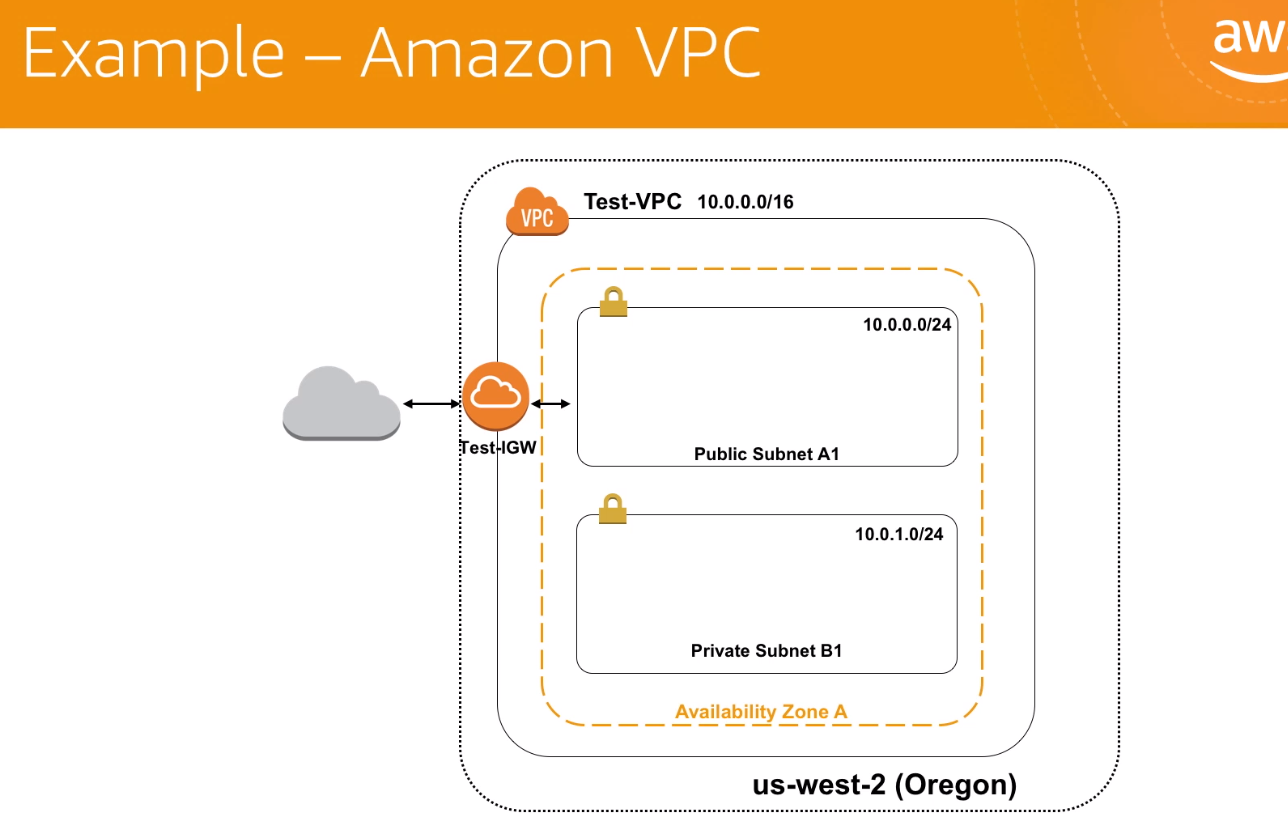 Example – Amazon VPC
aws
VPC
Test-VPC 10.0.0.0/16
10.0.0.0/24
Test-IGW
Public Subnet A1
10.0.1.0/24
Private Subnet B1
Availability Zone A
us-west-2 (Oregon)